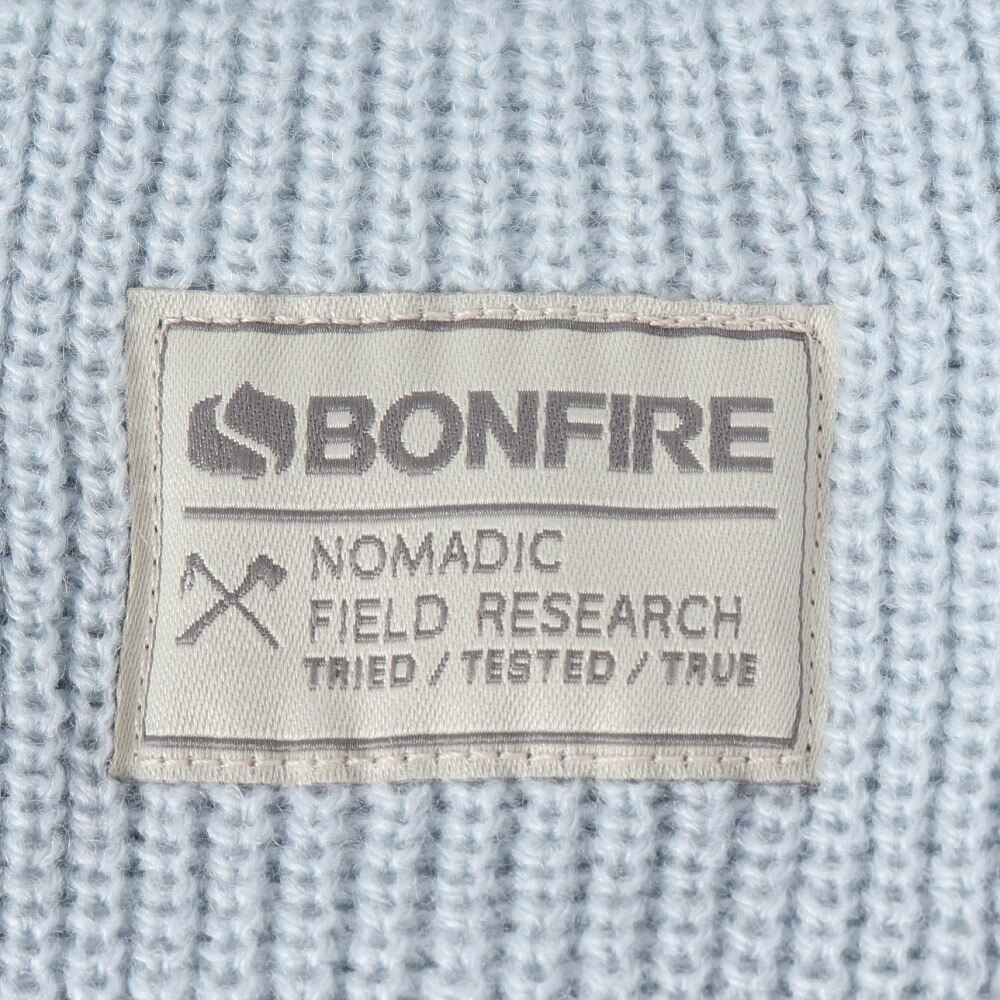 BONFIRE
NOMADIC
FIELD RESEARCH
TRIED / TESTED / TRUE